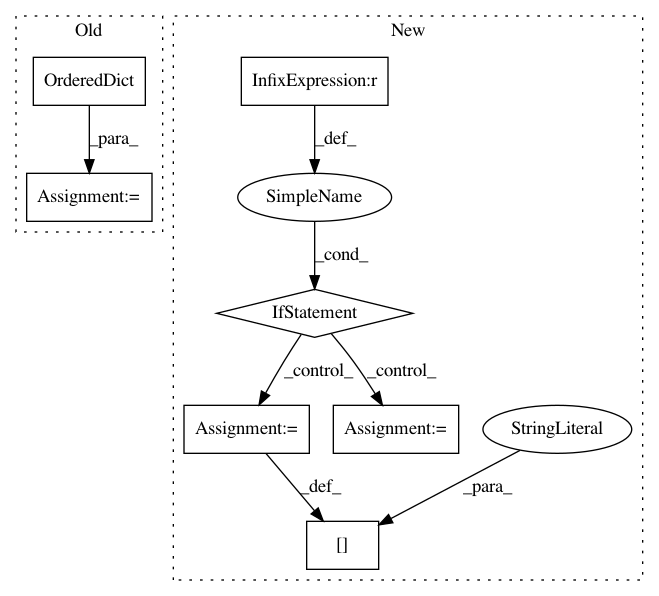 Old
New
OrderedDict
InfixExpression:r
_para_
_def_
Assignment:=
SimpleName
_cond_
IfStatement
_control_
_control_
Assignment:=
Assignment:=
StringLiteral
_def_
_para_
[]